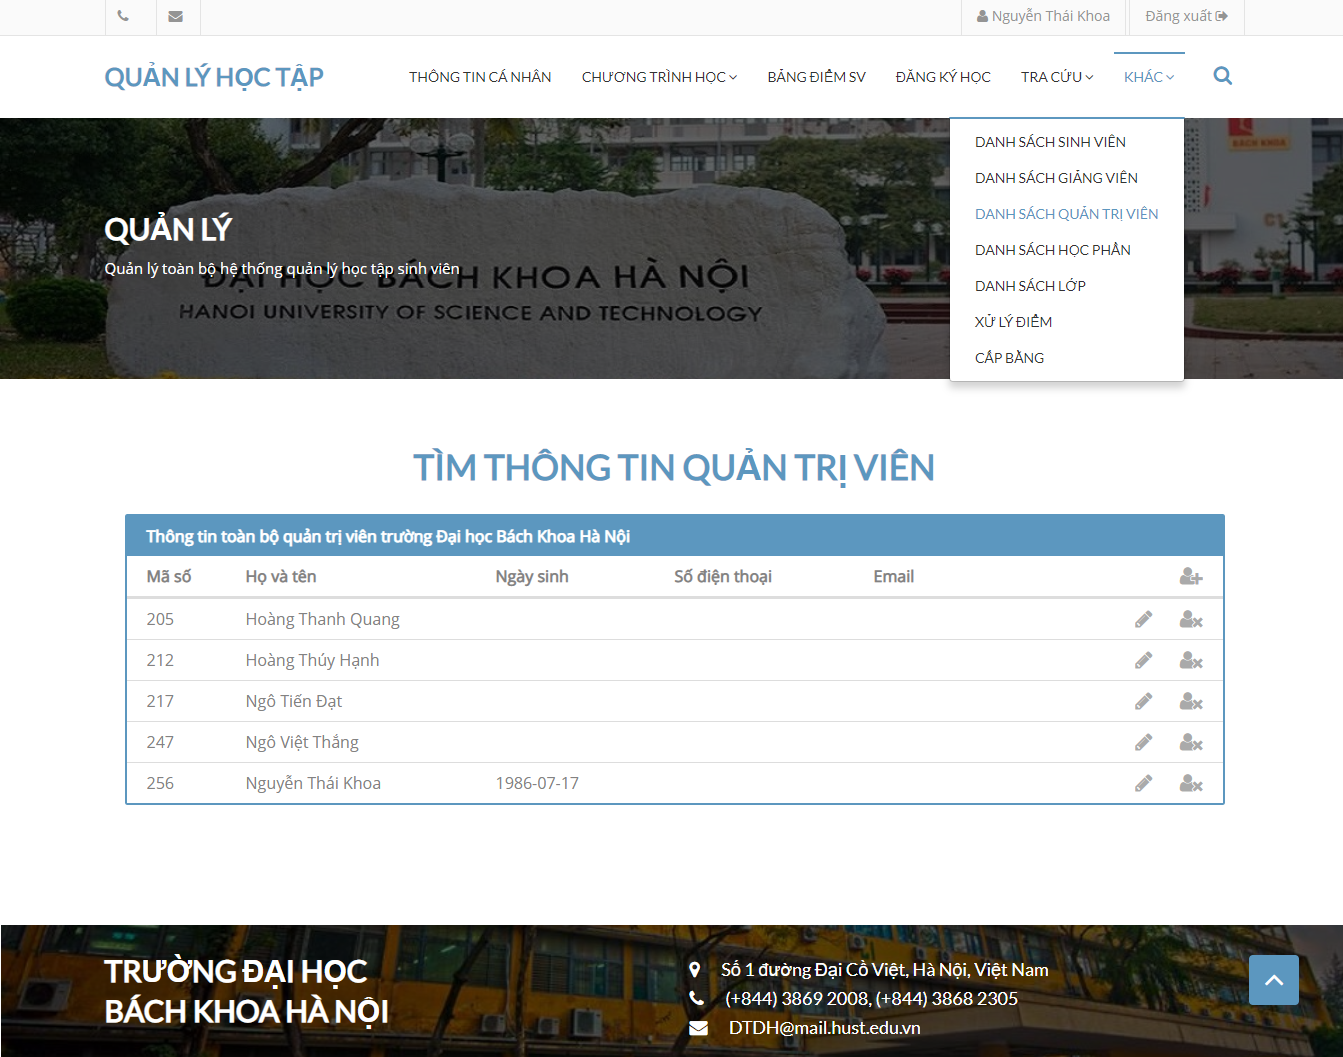 Nguyễn Thái Khoa
Đăng xuất
QUẢN LÝ HỌC TẬP
THÔNG TIN CÁ NHÂN
CHƯƠNG TRÌNH HỌC
BẢNG ĐIỂM SV
ĐĂNG KÝ HỌC
TRA CỨU
KHÁC
DANH SÁCH SINH VIÊN
DANH SÁCH GIẢNG VIÊN
DANH SÁCH QUẢN TRỊ VIÊN
DANH SÁCH HỌC PHẦN
DANH SÁCH LỚP
XỬ LÝ ĐIỂM
CẤP BẰNG
BÁCH KHOA
C1
QUẢN LÝ
Quản lý toàn bộ hệ thống quản lý học tập sinh viên
ĐẠI HỌC BÁCH KHOA HÀ NỘI
HANOI UNIVERSITY OF SCIENCE AND TECHNOLOGY
TÌM THÔNG TIN QUẢN TRỊ VIÊN
Thông tin toàn bộ quản trị viên trường Đại học Bách Khoa Hà Nội
Mã số Họ và tên Ngày sinh Số điện thoại Email
205 Hoàng Thanh Quang
212 Hoàng Thúy Hạnh
217 Ngô Tiến Đạt
247 Ngô Việt Thắng
256 Nguyễn Thái Khoa 1986-07-17
TRƯỜNG ĐẠI HỌC
BÁCH KHOA HÀ NỘI
Số 1 đường Đại Cồ Việt, Hà Nội, Việt Nam
(+844) 3869 2008, (+844) 3868 2305
DTDH@mail.hust.edu.vn